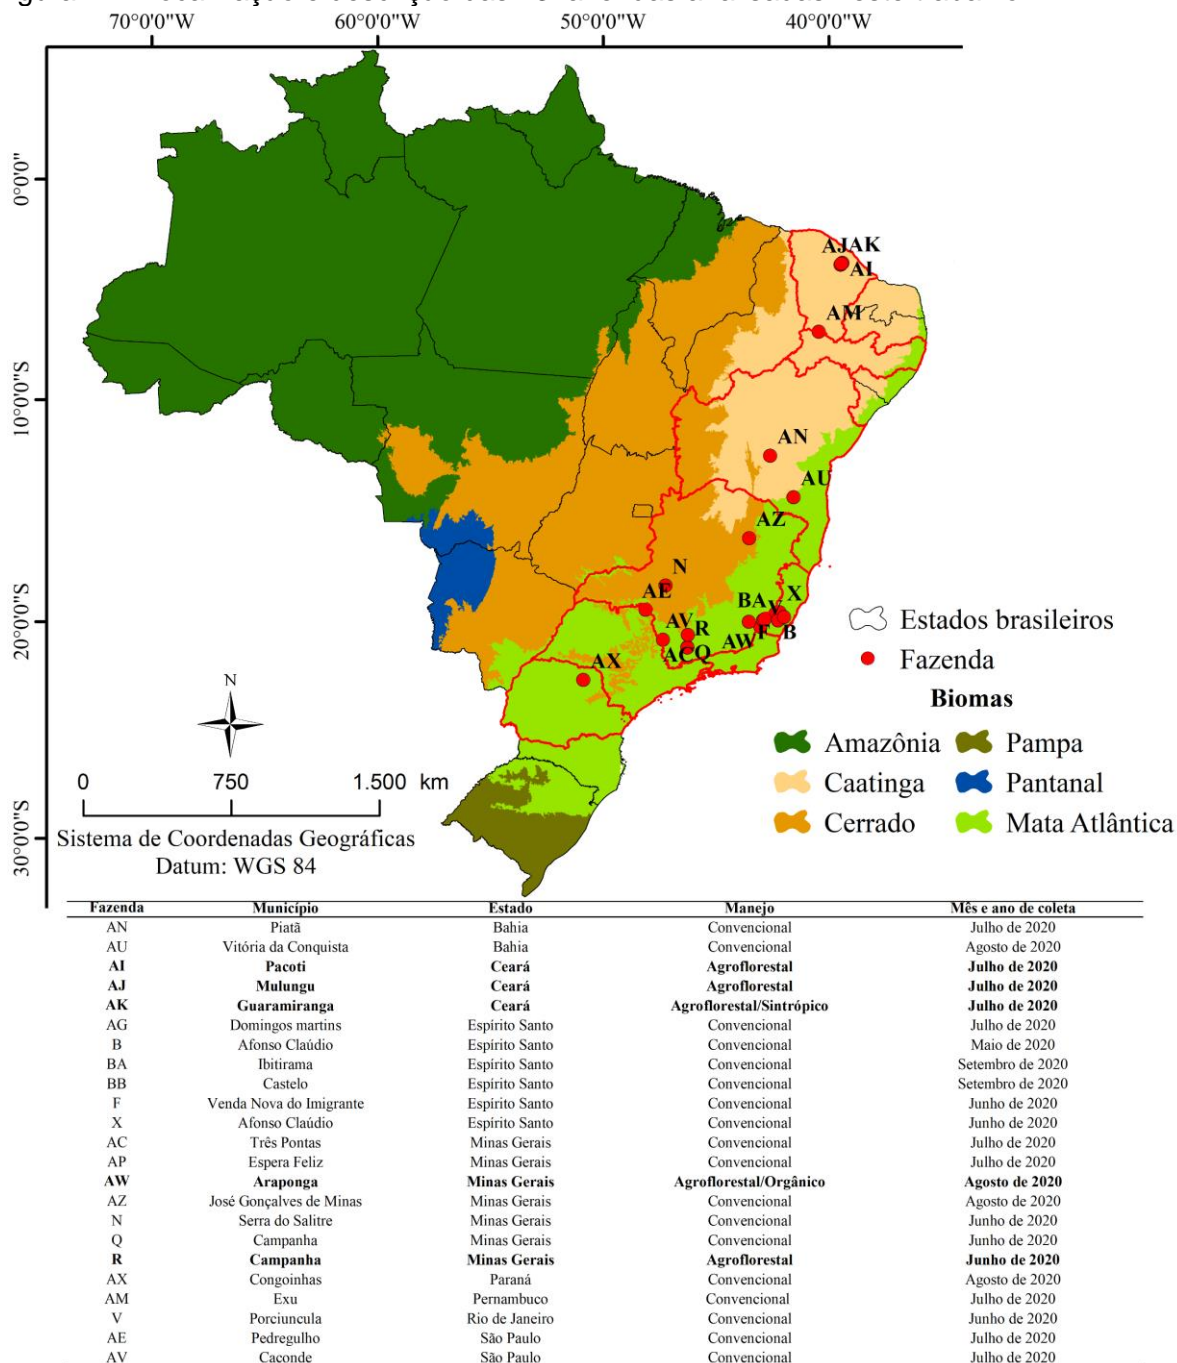 70°0'0"W 60°0'0"W 50°0'0"W 40°0'0"W
0°0'0"
10°0'0"S
20°0'0"S
30°0'0"S
AJAK
AI
AM
AN
AU
AZ
N
AE
X
BA V
AV R
AW F B
ACQ
AX
N
Estados brasileiros
Fazenda
Biomas
Amazônia Pampa
Caatinga Pantanal
Cerrado Mata Atlântica
0 750 1.500 km
Sistema de Coordenadas Geográficas
Datum: WGS 84
Fazenda Município Estado Manejo Mês e ano de coleta
AN Piatã Bahia Convencional Julho de 2020
AU Vitória da Conquista Bahia Convencional Agosto de 2020
AI Pacoti Ceará Agroflorestal Julho de 2020
AJ Mulungu Ceará Agroflorestal Julho de 2020
AK Guaramiranga Ceará Agroflorestal/Sintrópico Julho de 2020
AG Domingos martins Espírito Santo Convencional Julho de 2020
B Afonso Claúdio Espírito Santo Convencional Maio de 2020
BA Ibitirama Espírito Santo Convencional Setembro de 2020
BB Castelo Espírito Santo Convencional Setembro de 2020
F Venda Nova do Imigrante Espírito Santo Convencional Junho de 2020
X Afonso Claúdio Espírito Santo Convencional Junho de 2020
AC Três Pontas Minas Gerais Convencional Julho de 2020
AP Espera Feliz Minas Gerais Convencional Julho de 2020
AW Araponga Minas Gerais Agroflorestal/Orgânico Agosto de 2020
AZ José Gonçalves de Minas Minas Gerais Convencional Agosto de 2020
N Serra do Salitre Minas Gerais Convencional Junho de 2020
Q Campanha Minas Gerais Convencional Junho de 2020
R Campanha Minas Gerais Agroflorestal Junho de 2020
AX Congoinhas Paraná Convencional Agosto de 2020
AM Exu Pernambuco Convencional Julho de 2020
V Porciuncula Rio de Janeiro Convencional Junho de 2020
AE Pedregulho São Paulo Convencional Julho de 2020
AV Caconde São Paulo Convencional Julho de 2020